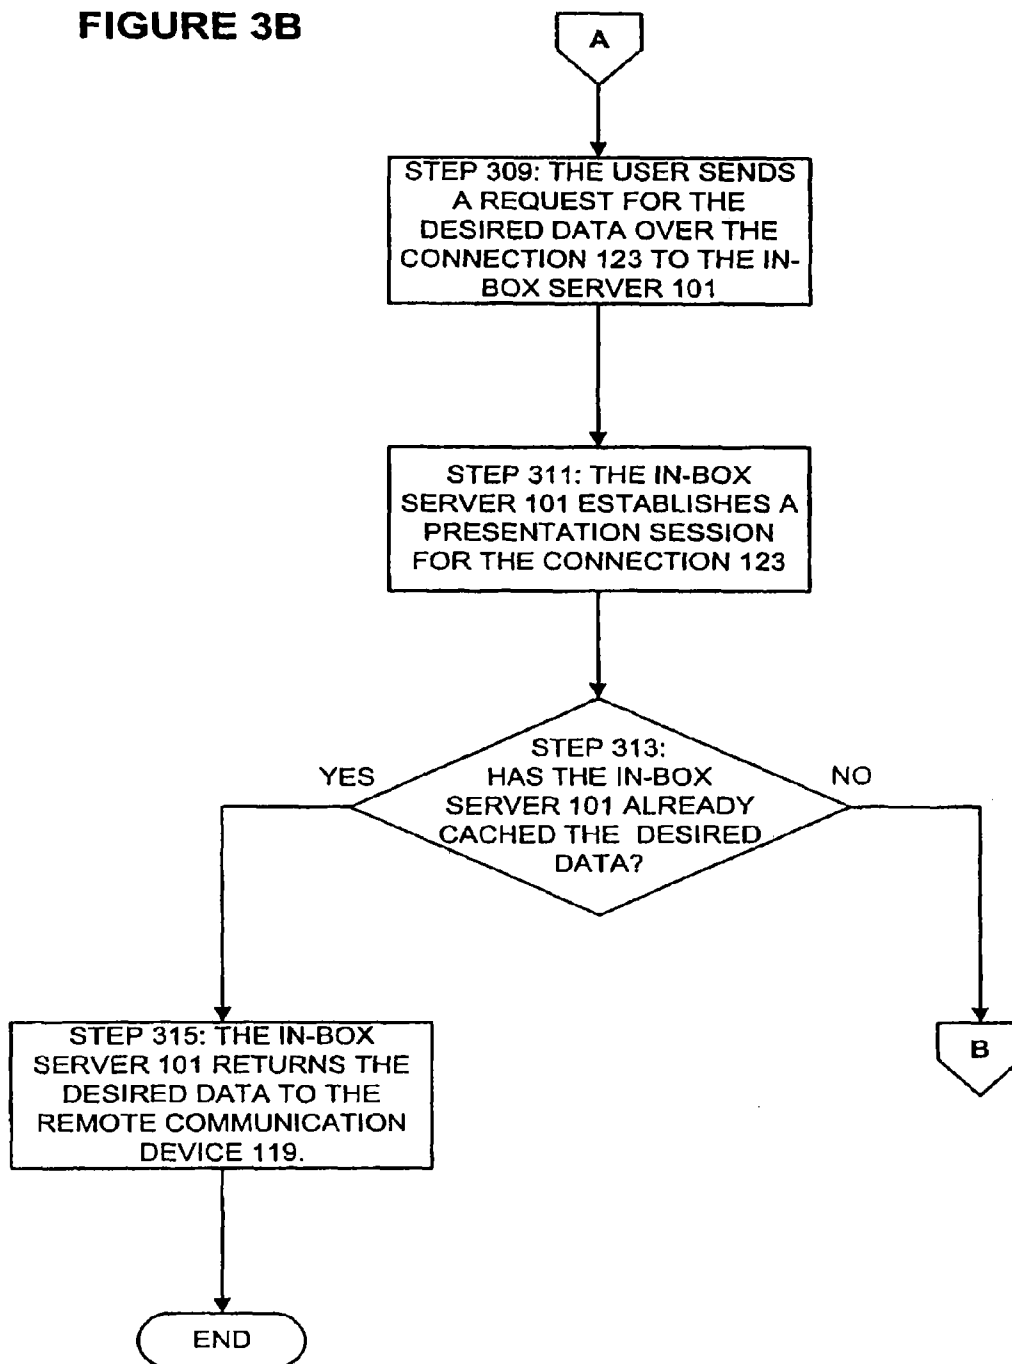 FIGURE 3B
A
STEP 309: THE USER SENDS
A REQUEST FOR THE
DESIRED DATA OVER THE
CONNECTION 123 TO THE IN-
BOX SERVER 101
STEP 311: THE IN-BOX
SERVER 101 ESTABLISHES A
PRESENTATION SESSION
FOR THE CONNECTION 123
STEP 313:
HAS THE IN-BOX
SERVER 101 ALREADY
CACHED THE DESIRED
DATA?
YES
NO
STEP 315: THE IN-BOX
SERVER 101 RETURNS THE
DESIRED DATA TO THE
REMOTE COMMUNICATION
DEVICE 119.
B
END